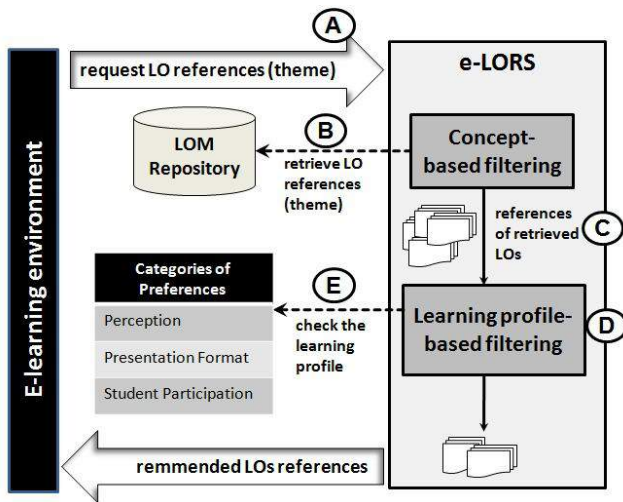 A
request LO references (theme)
e-LORS
LOM
Repository
B
retrieve LO
references
(theme)
Concept-
based filtering
references
of retrieved
LOs
C
Categories of
Preferences
Perception
Presentation Format
Student Participation
E
check the
learning
profile
Learning profile-
based filtering
D
remmended LOs references
E-learning environment